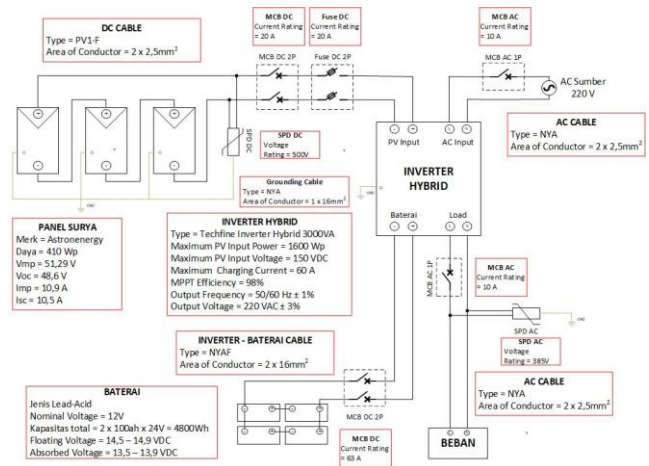 DC CABLE
Type = PV1-F
Area of Conductor = 2 x 2,5mm²
MCB DC
Current Rating
= 20 A
Fuse DC
Current Rating
= 20 A
MCB DC 2P
Fuse DC 2P
MCB AC
Current Rating
= 10 A
MCB AC 1P
AC Sumber
220 V
AC CABLE
Type = NYA
Area of Conductor = 2 x 2,5mm²
SPD DC
SPD DC
Voltage
Rating = 500V
Grounding Cable
Type = NYA
Area of Conductor = 1 x 16mm²
GND
PV Input
AC Input
INVERTER
HYBRID
Baterai
Load
GND
PANEL SURYA
Merk = Astronenergy
Daya = 410 Wp
Vmp = 51,29 V
Voc = 48,6 V
Imp = 10,9 A
Isc = 10,5 A
INVERTER HYBRID
Type = Techfine Inverter Hybrid 3000VA
Maximum PV Input Power = 1600 Wp
Maximum PV Input Voltage = 150 VDC
Maximum Charging Current = 60 A
MPPT Efficiency = 98%
Output Frequency = 50/60 Hz ± 1%
Output Voltage = 220 VAC ± 3%
MCB AC 1P
MCB AC
Current Rating
= 10 A
GND
SPD AC
SPD AC
Voltage
Rating = 385V
INVERTER - BATERAI CABLE
Type = NYAF
Area of Conductor = 2 x 16mm²
MCB DC 2P
MCB DC
Current Rating
= 63 A
BATERAI
Jenis Lead-Acid
Nominal Voltage = 12V
Kapasitas total = 2 x 100ah x 24V = 4800Wh
Floating Voltage = 14,5 – 14,9 VDC
Absorbed Voltage = 13,5 – 13,9 VDC
AC CABLE
Type = NYA
Area of Conductor = 2 x 2,5mm²
BEBAN